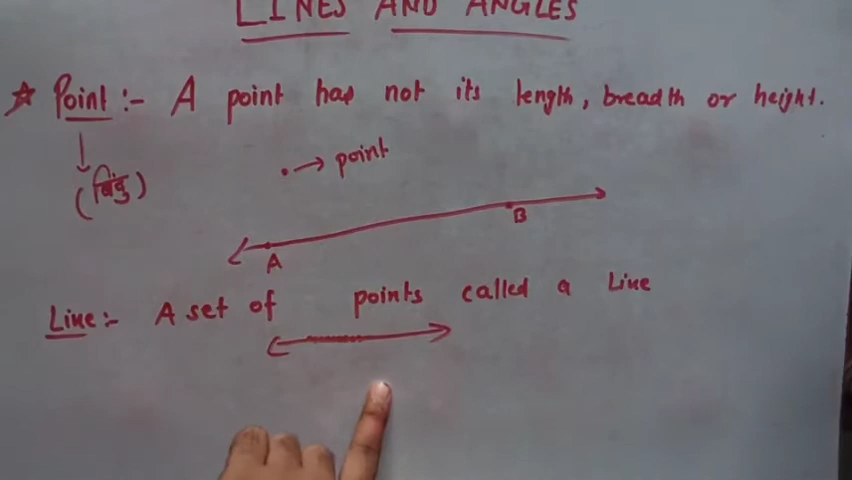 LINES AND ANGLES
Point :- A point has not its length, breadth or height.
(बिंदु)
point
A
B
Line :- A set of points called a Line